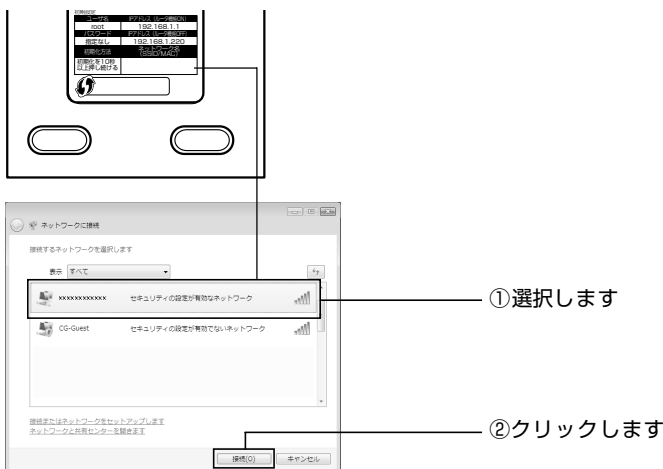 初期設定
ユーザ名 IPアドレス（ルータ機能ON）
root 192.168.1.1
パスワード IPアドレス（ルータ機能OFF）
指定なし 192.168.1.220
初期化方法 ネットワーク名（SSID/MAC）
初期化を10秒
以上押し続ける
ネットワークに接続
接続するネットワークを選択します
表示 すべて
xxxxxxxxxxxx セキュリティの設定が有効なネットワーク
①選択します
CG-Guest セキュリティの設定が有効でないネットワーク
接続またはネットワークをセットアップします
ネットワークと共有センターを開きます
②クリックします
接続(O) キャンセル